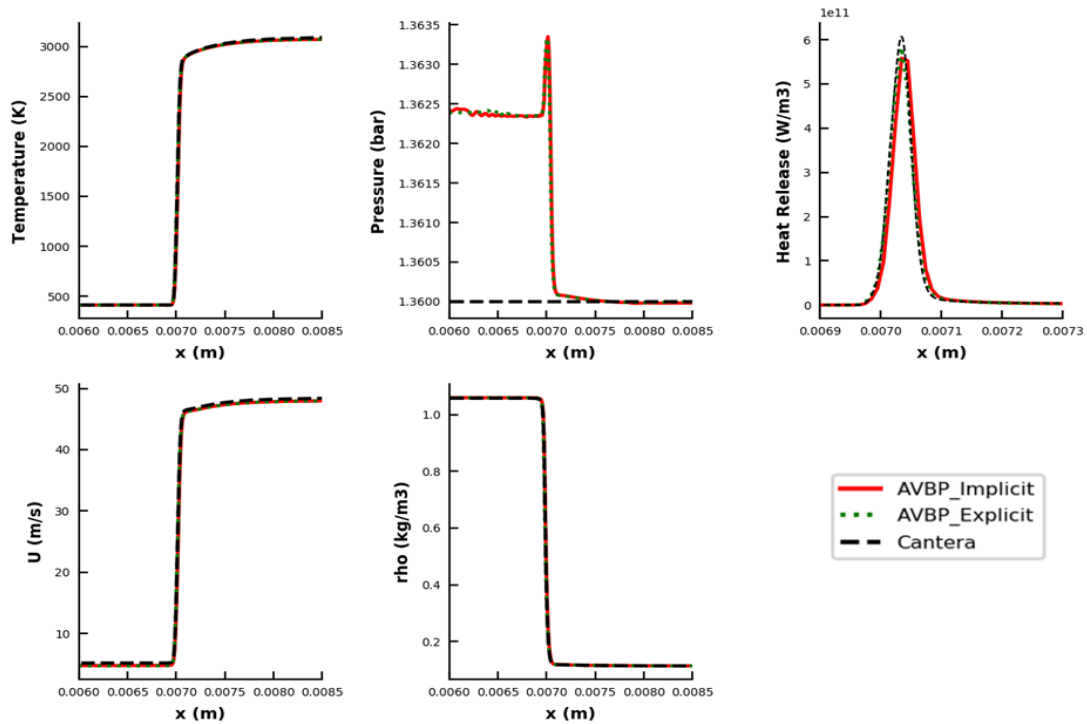 Temperature (K)
3000
2500
2000
1500
1000
500
0.0060 0.0065 0.0070 0.0075 0.0080 0.0085
x (m)
Pressure (bar)
1.3635
1.3630
1.3625
1.3620
1.3615
1.3610
1.3605
1.3600
0.0060 0.0065 0.0070 0.0075 0.0080 0.0085
x (m)
1e11
Heat Release (W/m3)
6
5
4
3
2
1
0
0.0069 0.0070 0.0071 0.0072 0.0073
x (m)
U (m/s)
50
40
30
20
10
0.0060 0.0065 0.0070 0.0075 0.0080 0.0085
x (m)
rho (kg/m3)
1.0
0.8
0.6
0.4
0.2
0.0060 0.0065 0.0070 0.0075 0.0080 0.0085
x (m)
AVBP_Implicit
AVBP_Explicit
Cantera